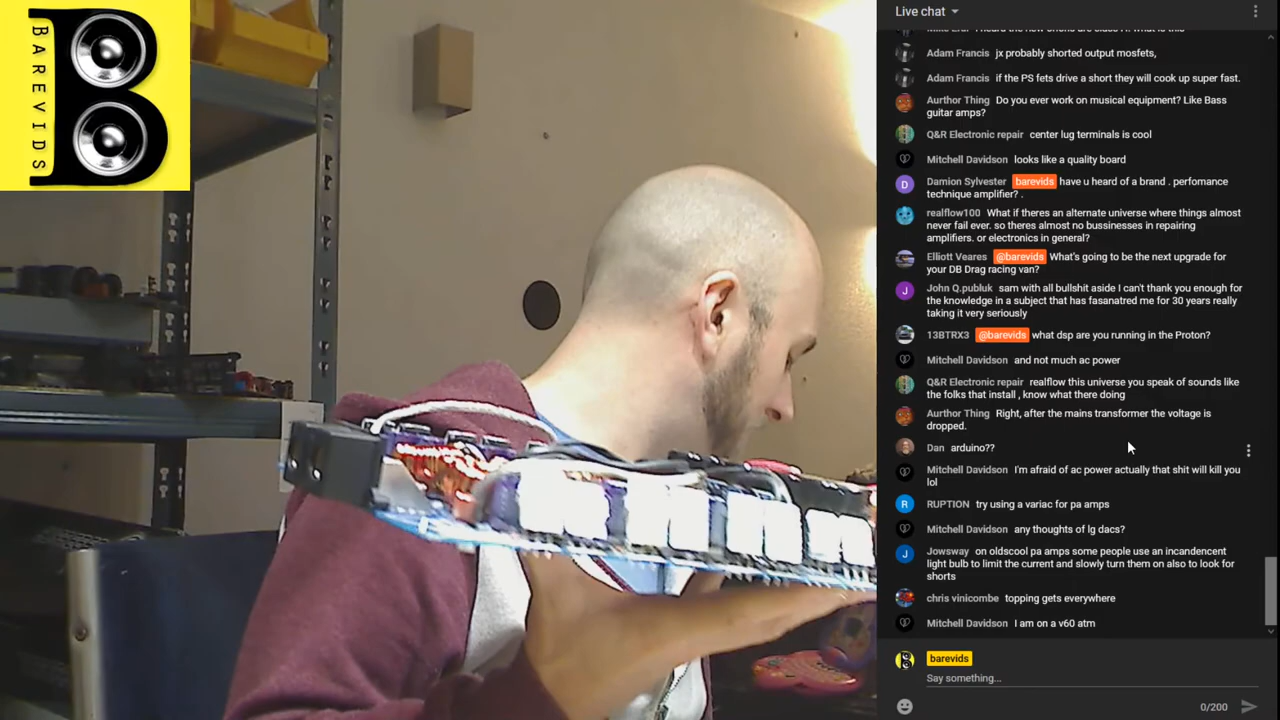 BAREVIDS
Live chat
Adam Francis jx probably shorted output mosfets,
Adam Francis if the PS fets drive a short they will cook up super fast.
Aurthor Thing Do you ever work on musical equipment? Like Bass
guitar amps?
Q&R Electronic repair center lug terminals is cool
Mitchell Davidson looks like a quality board
Damion Sylvester barevids have u heard of a brand . perfomance
technique amplifier? .
realflow100 What if theres an alternate universe where things almost
never fail ever. so theres almost no bussiness in repairing
amplifiers. or electronics in general?
Elliott Veares @barevids What's going to be the next upgrade for
your DB Drag racing van?
John Q.publuk sam with all bullshit aside I can't thank you enough for
the knowledge in a subject that has fasanatred me for 30 years really
taking it very seriously
13BTRX3 @barevids what dsp are you running in the Proton?
Mitchell Davidson and not much ac power
Q&R Electronic repair realflow this universe you speak of sounds like
the folks that install , know what there doing
Aurthor Thing Right, after the mains transformer the voltage is
dropped.
Dan arduino??
Mitchell Davidson I'm afraid of ac power actually that shit will kill you
lol
RUPTION try using a variac for pa amps
Mitchell Davidson any thoughts of lg dacs?
Jowsway on oldscool pa amps some people use an incandencent
light bulb to limit the current and slowly turn them on also to look for
shorts
chris vinicombe topping gets everywhere
Mitchell Davidson I am on a v60 atm
barevids
Say something...
0/200